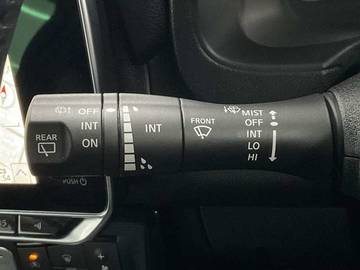 OFF
INT
ON
REAR
INT
FRONT
MIST
OFF
INT
LO
HI
PUSH